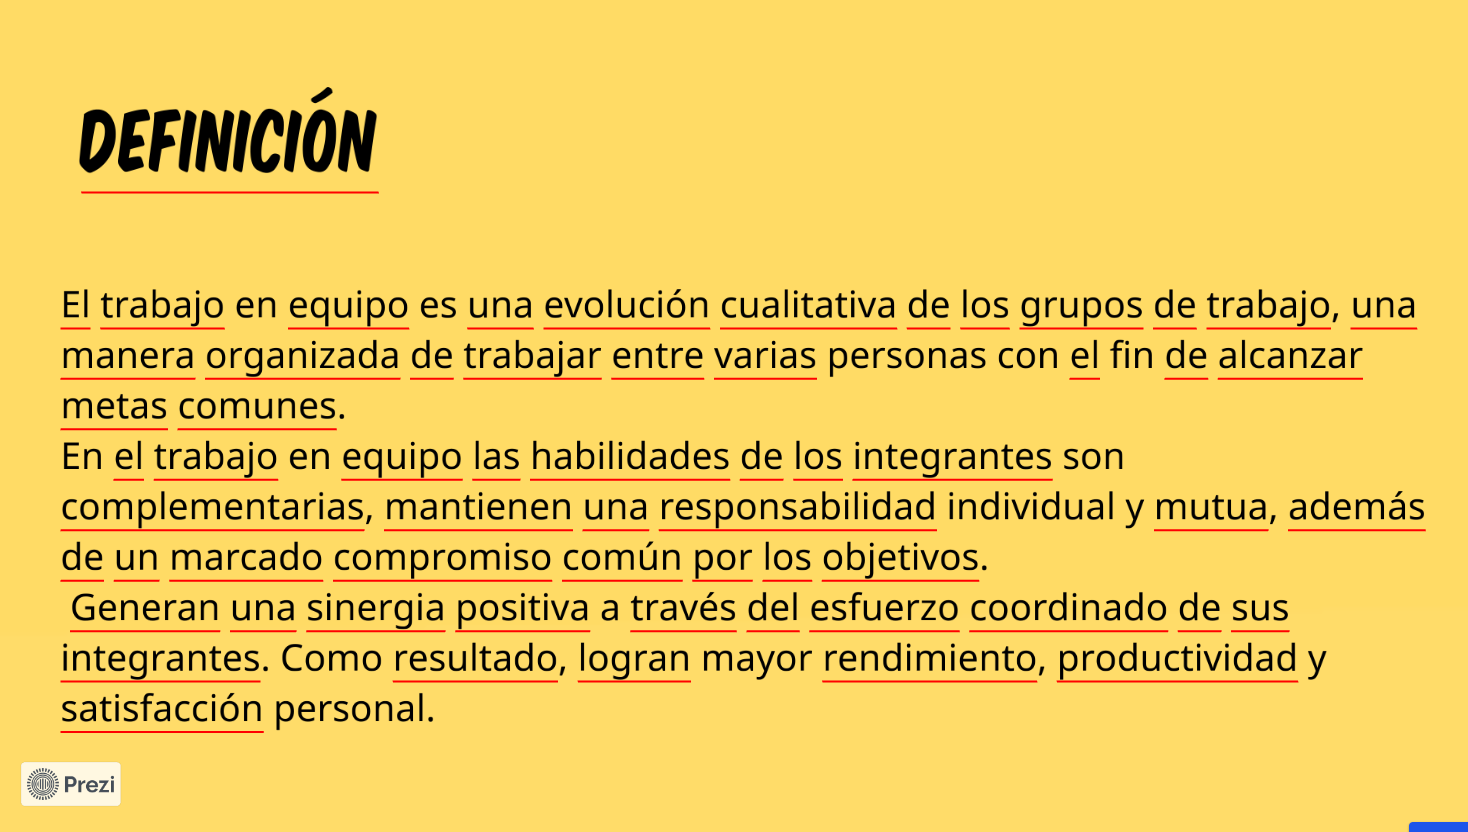 DEFINICIÓN
El trabajo en equipo es una evolución cualitativa de los grupos de trabajo, una
manera organizada de trabajar entre varias personas con el fin de alcanzar
metas comunes.
En el trabajo en equipo las habilidades de los integrantes son
complementarias, mantienen una responsabilidad individual y mutua, además
de un marcado compromiso común por los objetivos.
Generan una sinergia positiva a través del esfuerzo coordinado de sus
integrantes. Como resultado, logran mayor rendimiento, productividad y
satisfacción personal.
Prezi